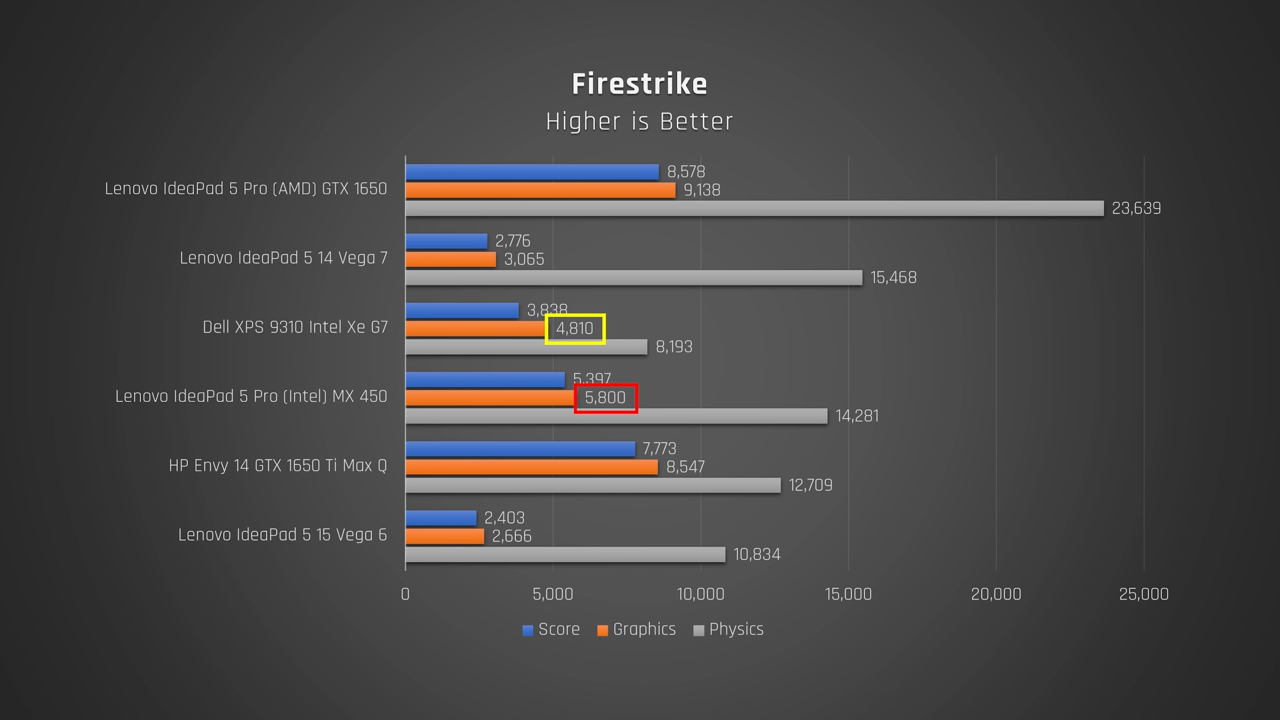 Firestrike
Higher is Better
Lenovo IdeaPad 5 Pro (AMD) GTX 1650
8,578
9,138
23,639
Lenovo IdeaPad 5 14 Vega 7
2,776
3,065
15,468
Dell XPS 9310 Intel Xe G7
3,838
4,810
8,193
Lenovo IdeaPad 5 Pro (Intel) MX 450
5,397
5,800
14,281
HP Envy 14 GTX 1650 Ti Max Q
7,773
8,547
12,709
Lenovo IdeaPad 5 15 Vega 6
2,403
2,666
10,834
0 5,000 10,000 15,000 20,000 25,000
Score Graphics Physics